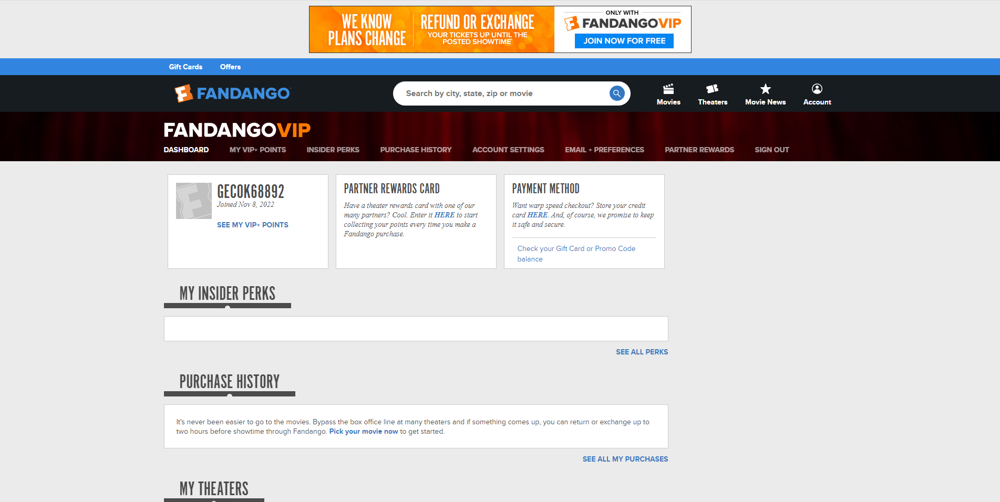 WE KNOW
PLANS CHANGE
REFUND OR EXCHANGE
YOUR TICKETS UP UNTIL THE
POSTED SHOWTIME
ONLY WITH
FANDANGOVIP
JOIN NOW FOR FREE
Gift Cards Offers
FANDANGO
Search by city, state, zip or movie
Movies Theaters Movie News Account
FANDANGOVIP
DASHBOARD MY VIP+ POINTS INSIDER PERKS PURCHASE HISTORY ACCOUNT SETTINGS EMAIL + PREFERENCES PARTNER REWARDS SIGN OUT
GECOK68892
Joined Nov 8, 2022
SEE MY VIP+ POINTS
PARTNER REWARDS CARD
Have a theater rewards card with one of our
many partners? Cool. Enter it HERE to start
collecting your points every time you make a
Fandango purchase.
PAYMENT METHOD
Want warp speed checkout? Store your credit
card HERE. And, of course, we promise to keep
it safe and secure.
Check your Gift Card or Promo Code
balance
MY INSIDER PERKS
SEE ALL PERKS
PURCHASE HISTORY
It's never been easier to go to the movies. Bypass the box office line at many theaters and if something comes up, you can return or exchange up to
two hours before showtime through Fandango. Pick your movie now to get started.
SEE ALL MY PURCHASES
MY THEATERS